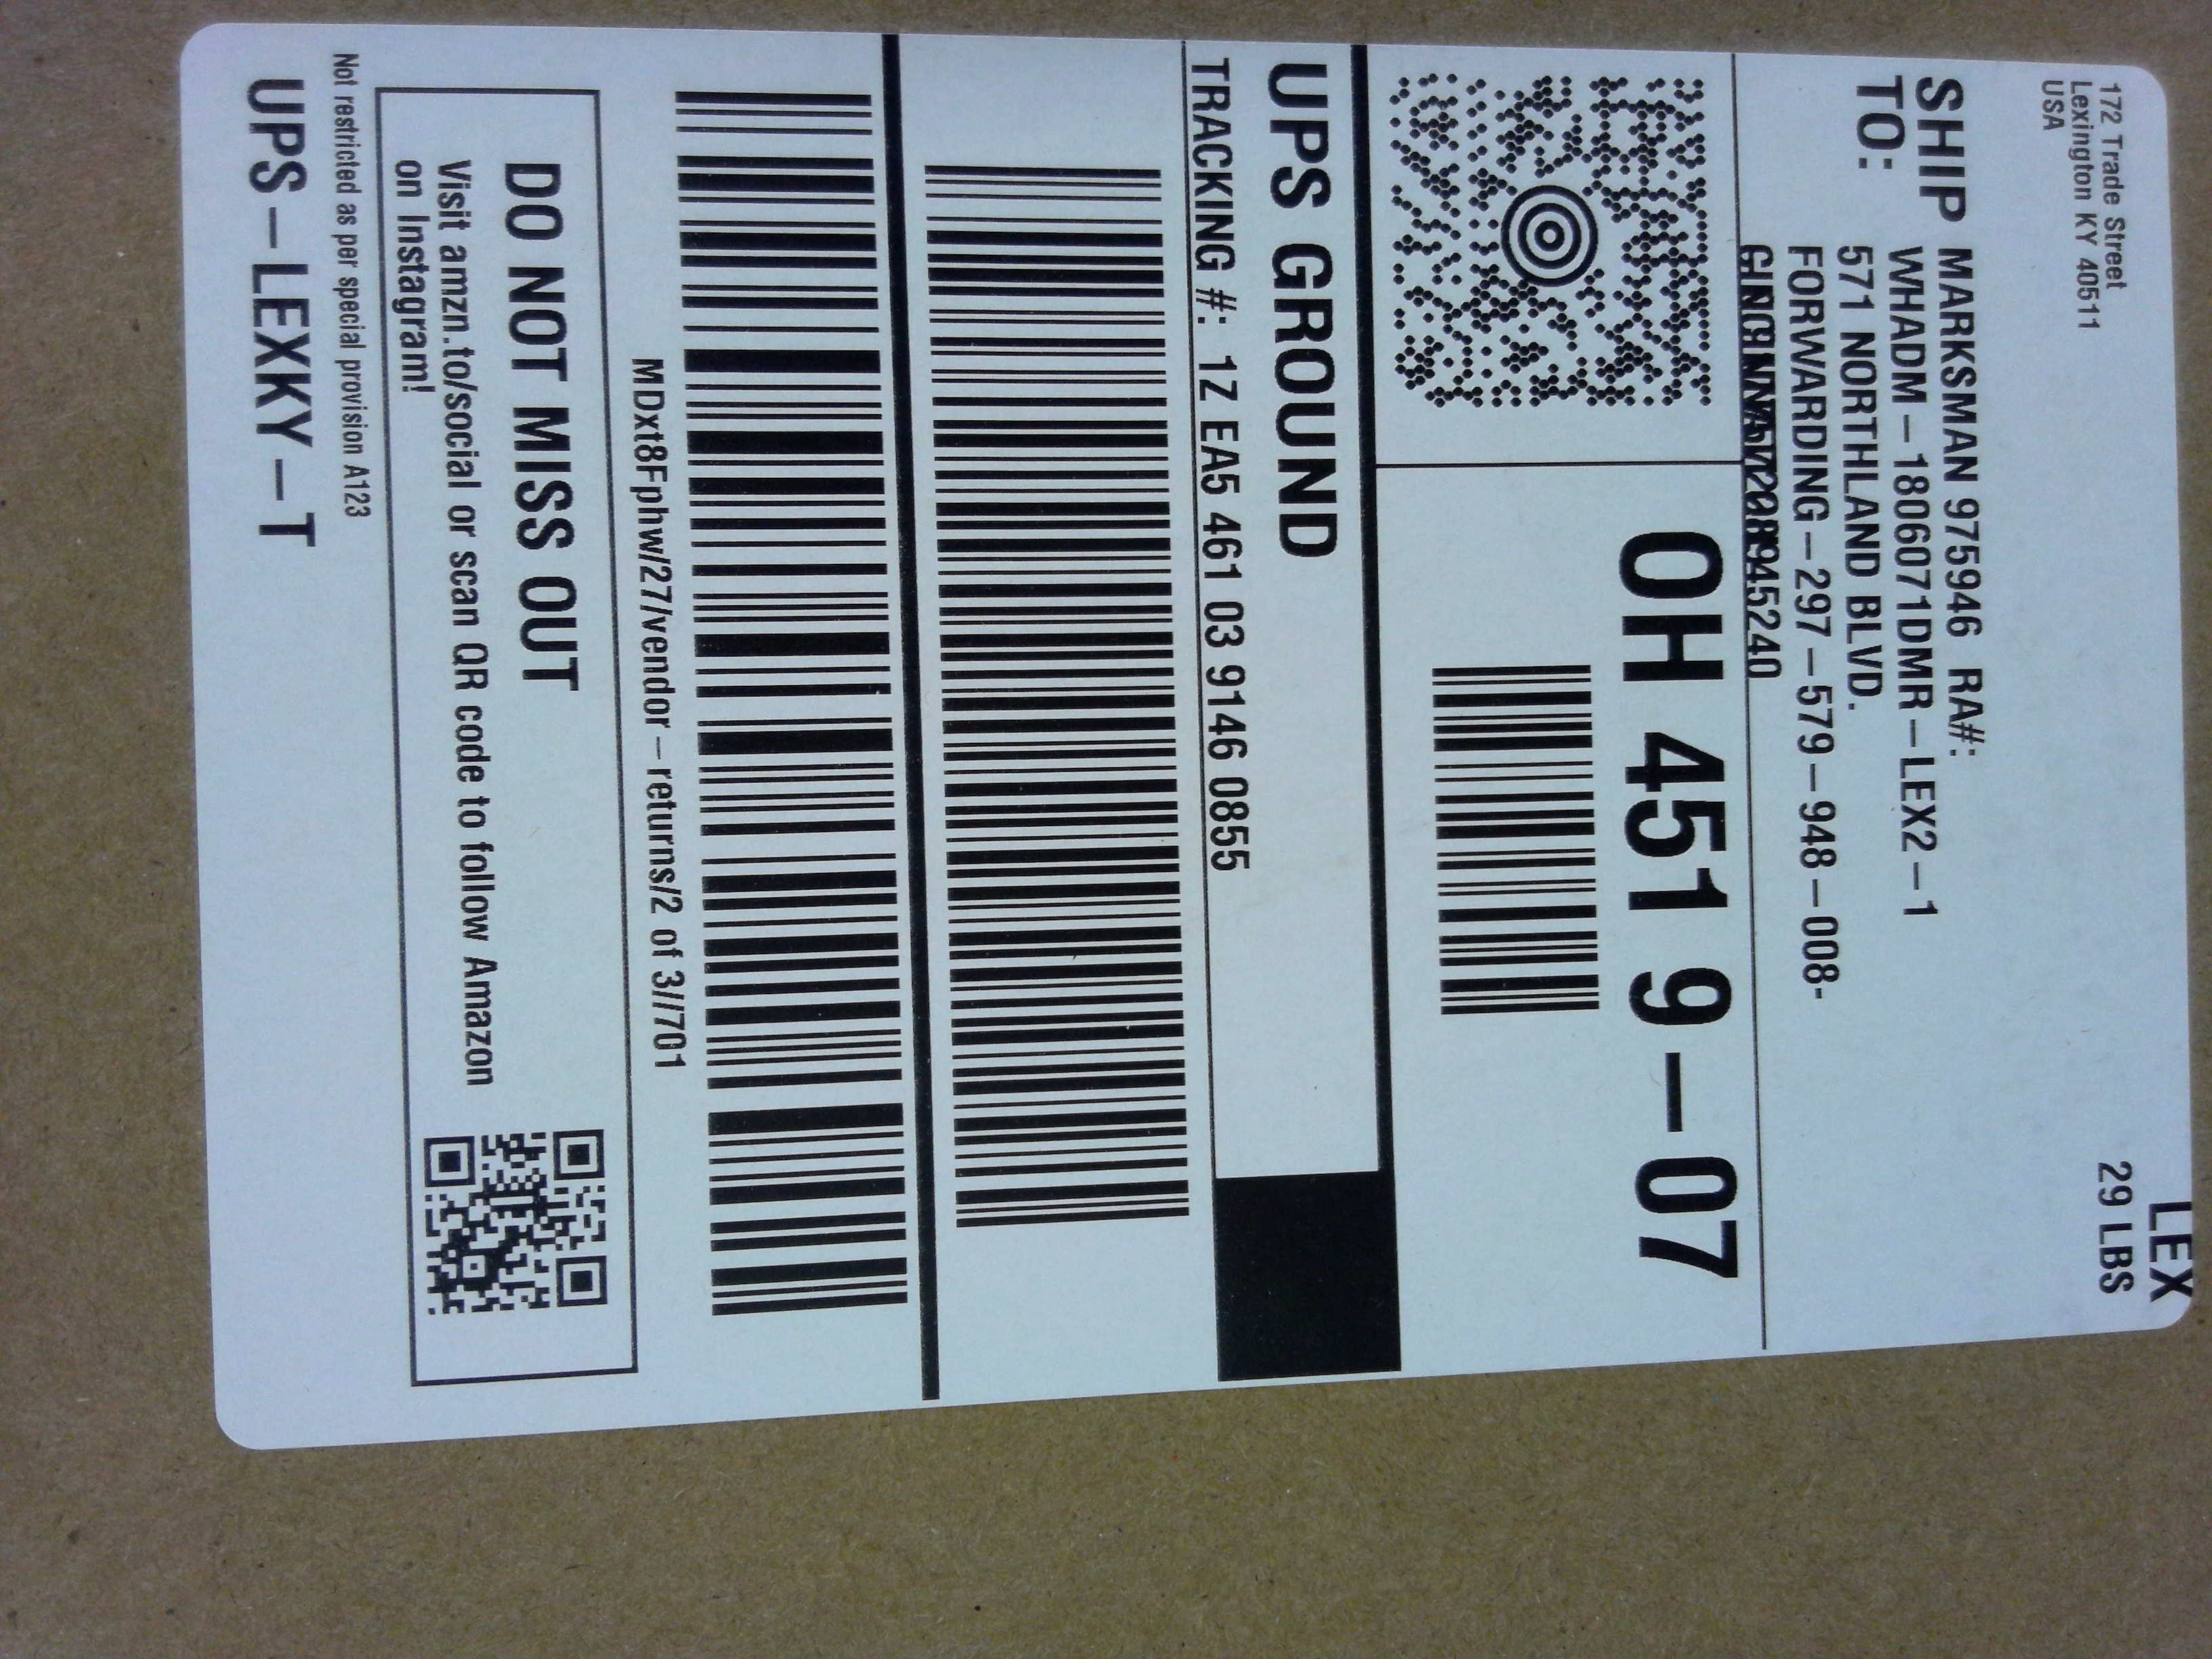 LEX
29 LBS
172 Trade Street
Lexington KY 40511
USA
SHIP
TO:
MARKSMAN 975946 RA#:
WHADM-1806071DMR-LEX2-1
571 NORTHLAND BLVD.
FORWARDING-297-579-948-008-
45240
OH 451 9-07
UPS GROUND
TRACKING #: 1Z EA5 461 03 9146 0855
MDxt8Fphw/27/vendor-returns/2 of 3//701
DO NOT MISS OUT
Visit amzn.to/social or scan QR code to follow Amazon
on Instagram!
Not restricted as per special provision A123
UPS-LEXKY-T